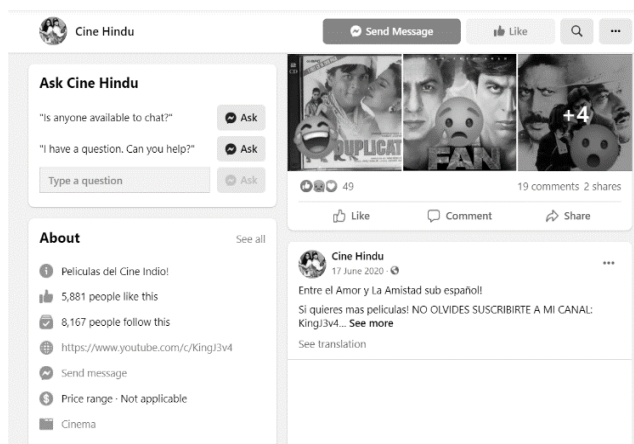 Cine Hindu
Send Message
Like
Ask Cine Hindu
"Is anyone available to chat?"
Ask
"I have a question. Can you help?"
Ask
Type a question
Ask
About
See all
Peliculas del Cine Indio!
5,881 people like this
8,167 people follow this
https://www.youtube.com/c/KingJ3v4
Send message
Price range · Not applicable
Cinema
CD
DUPLICAT
FAN
+4
49
19 comments 2 shares
Like
Comment
Share
Cine Hindu
17 June 2020 ·
Entre el Amor y La Amistad sub español!
Si quieres mas peliculas! NO OLVIDES SUSCRIBIRTE A MI CANAL:
KingJ3v4... See more
See translation